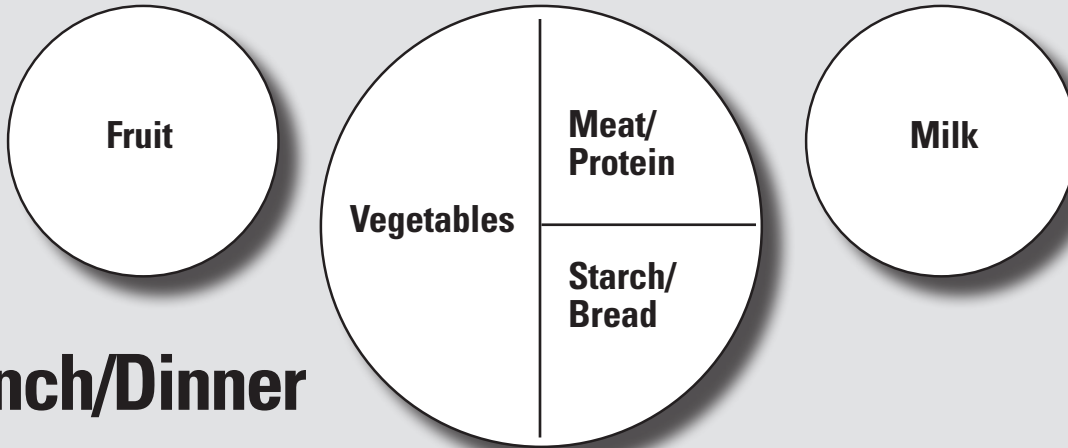 Fruit
Vegetables
Meat/
Protein
Starch/
Bread
Milk
nch/Dinner